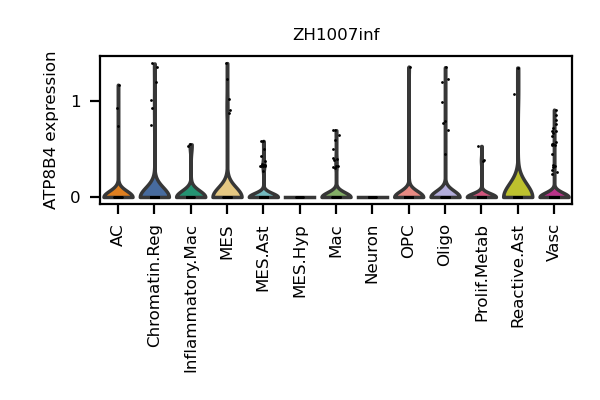 ZH1007inf
ATP8B4 expression
1
0
AC
Chromatin.Reg
Inflammatory.Mac
MES
MES.Ast
MES.Hyp
Mac
Neuron
OPC
Oligo
Prolif.Metab
Reactive.Ast
Vasc